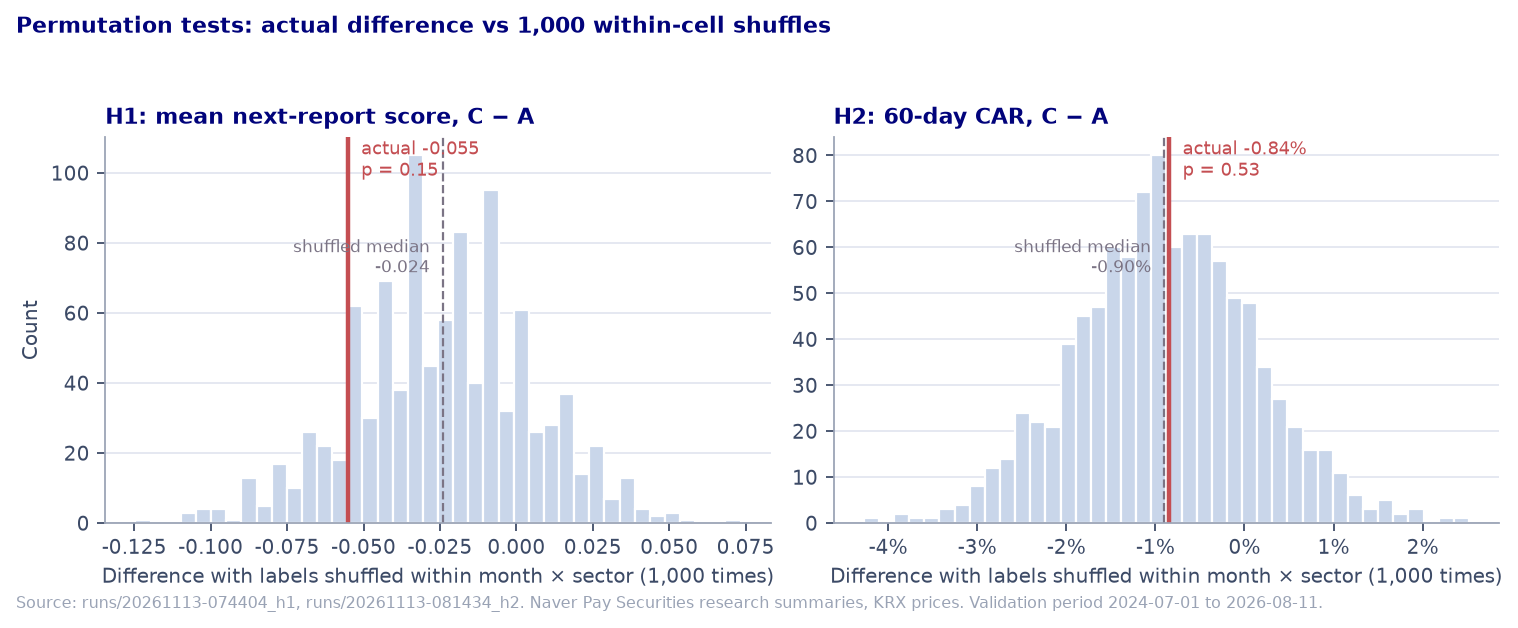 Permutation tests: actual difference vs 1,000 within-cell shuffles
H1: mean next-report score, C − A
actual -0.055
p = 0.15
shuffled median
-0.024
Count
100
80
60
40
20
0
-0.125 -0.100 -0.075 -0.050 -0.025 0.000 0.025 0.050 0.075
Difference with labels shuffled within month × sector (1,000 times)
H2: 60-day CAR, C − A
actual -0.84%
p = 0.53
shuffled median
-0.90%
80
70
60
50
40
30
20
10
0
-4% -3% -2% -1% 0% 1% 2%
Difference with labels shuffled within month × sector (1,000 times)
Source: runs/20261113-074404_h1, runs/20261113-081434_h2. Naver Pay Securities research summaries, KRX prices. Validation period 2024-07-01 to 2026-08-11.